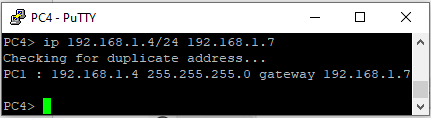 PC4 - PuTTY
PC4> ip 192.168.1.4/24 192.168.1.7
Checking for duplicate address...
PC1 : 192.168.1.4 255.255.255.0 gateway 192.168.1.7
PC4>